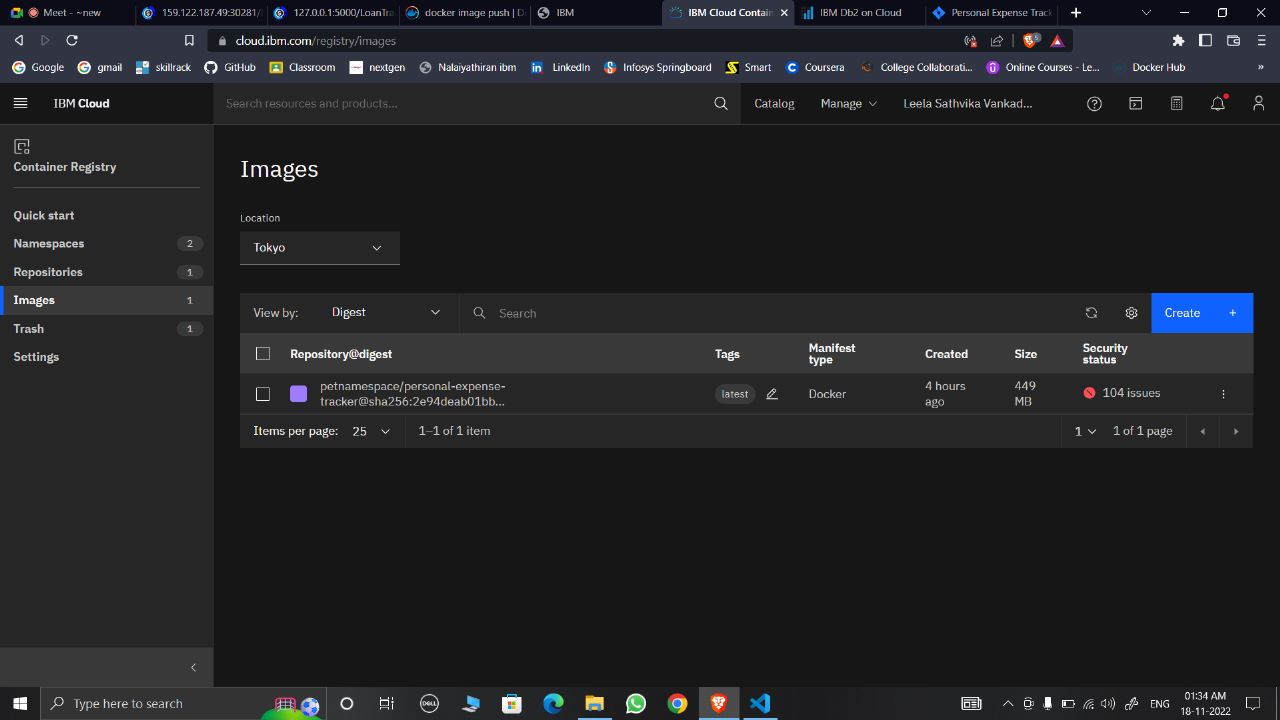 Meet - ~new
159.122.187.49:30281/
127.0.0.1:5000/LoanTra
docker image push | D
IBM
IBM Cloud Contain
IBM Db2 on Cloud
Personal Expense Track
cloud.ibm.com/registry/images
5
Google
gmail
skillrack
GitHub
Classroom
nextgen
Nalaiyathiran ibm
LinkedIn
Infosys Springboard
Smart
Coursera
College Collaborati...
Online Courses - Le...
Docker Hub
»
IBM Cloud
Search resources and products...
Catalog
Manage
Leela Sathvika Vankad...
Container Registry
Quick start
Namespaces 2
Repositories 1
Images 1
Trash 1
Settings
Images
Location
Tokyo
View by: Digest
Search
Create +
Repository@digest
Tags
Manifest
type
Created
Size
Security
status
petnamespace/personal-expense-
tracker@sha256:2e94deab01bb...
latest
Docker
4 hours
ago
449
MB
104 issues
Items per page: 25
1–1 of 1 item
1
1 of 1 page
Type here to search
DELL
ENG
01:34 AM
18-11-2022